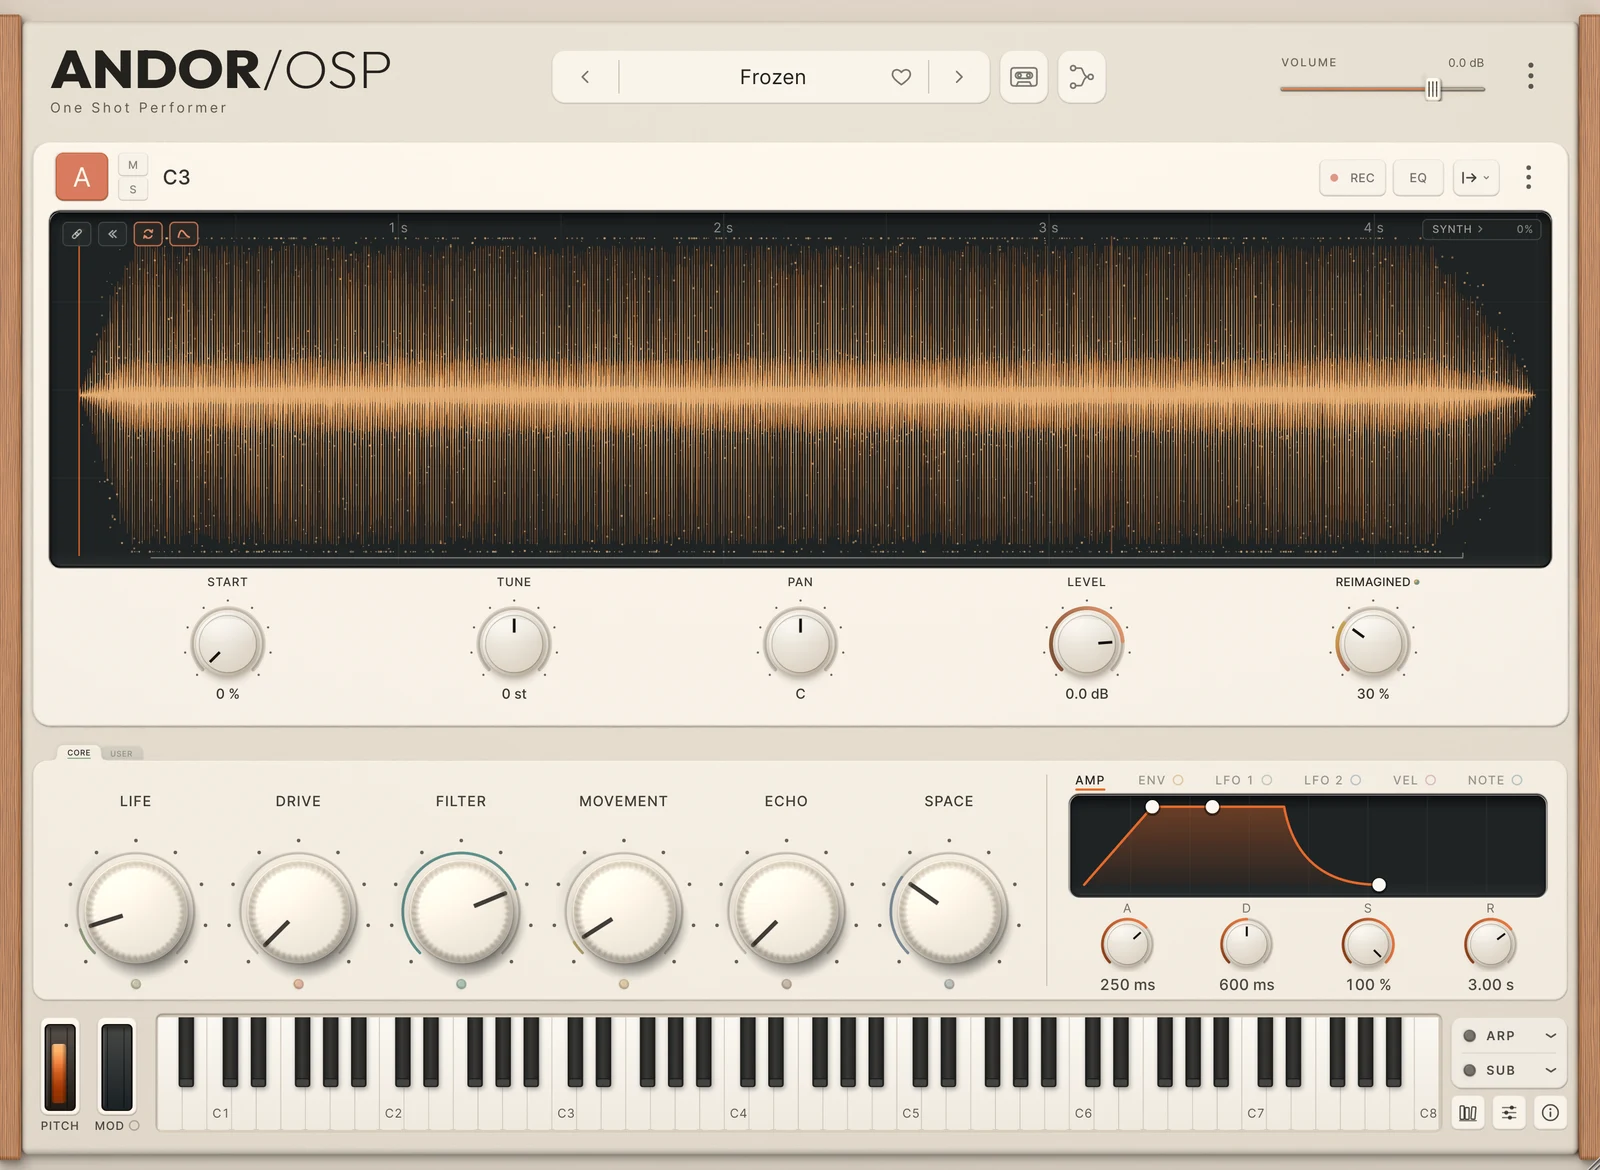 ANDOR/OSP
One Shot Performer
Frozen
VOLUME 0.0 dB
A
M
S
C3
REC
EQ
1 s 2 s 3 s 4 s
SYNTH 0%
START TUNE PAN LEVEL REIMAGINED
0 % 0 st C 0.0 dB 30 %
CORE USER
LIFE DRIVE FILTER MOVEMENT ECHO SPACE
AMP ENV LFO 1 LFO 2 VEL NOTE
A D S R
250 ms 600 ms 100 % 3.00 s
PITCH MOD
C1 C2 C3 C4 C5 C6 C7 C8
ARP
SUB